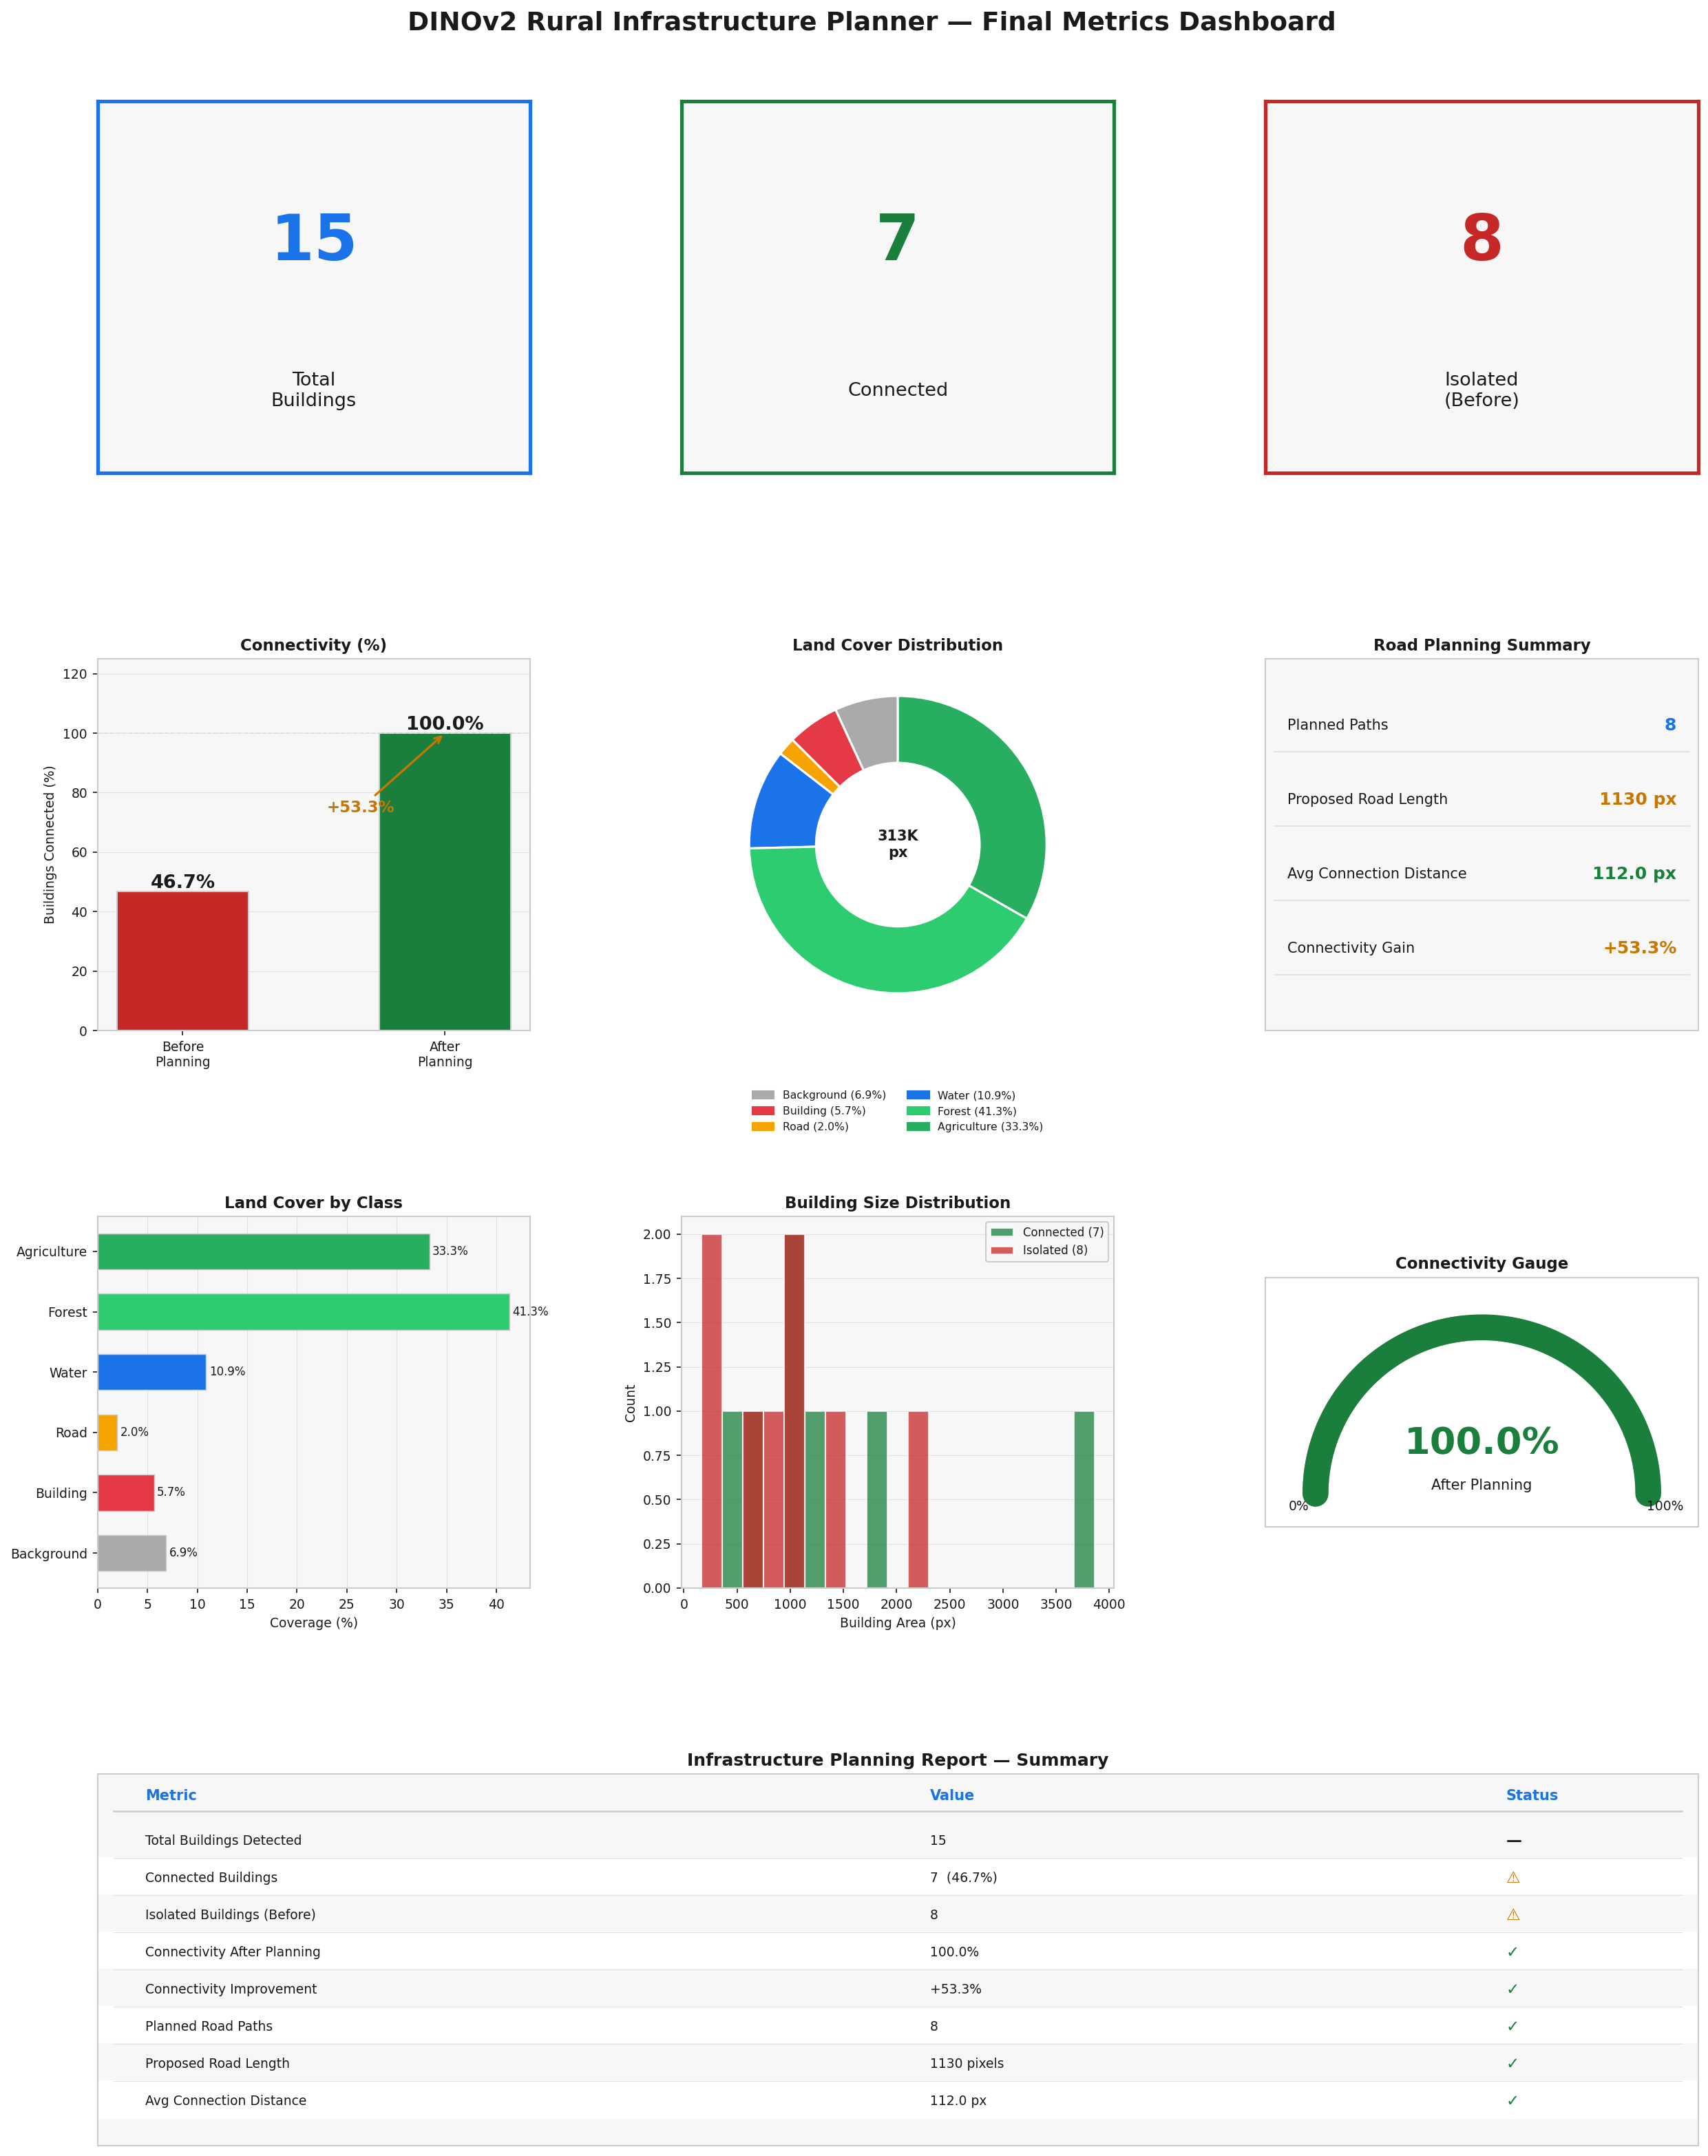 DINOv2 Rural Infrastructure Planner — Final Metrics Dashboard
15
Total
Buildings
7
Connected
8
Isolated
(Before)
Connectivity (%)
120
100
80
60
40
20
0
Buildings Connected (%)
100.0%
+53.3%
46.7%
Before
Planning
After
Planning
Land Cover Distribution
313K
px
Background (6.9%)
Building (5.7%)
Road (2.0%)
Water (10.9%)
Forest (41.3%)
Agriculture (33.3%)
Road Planning Summary
Planned Paths 8
Proposed Road Length 1130 px
Avg Connection Distance 112.0 px
Connectivity Gain +53.3%
Land Cover by Class
Agriculture 33.3%
Forest 41.3%
Water 10.9%
Road 2.0%
Building 5.7%
Background 6.9%
0 5 10 15 20 25 30 35 40
Coverage (%)
Building Size Distribution
Connected (7)
Isolated (8)
2.00
1.75
1.50
1.25
1.00
0.75
0.50
0.25
0.00
Count
0 500 1000 1500 2000 2500 3000 3500 4000
Building Area (px)
Connectivity Gauge
100.0%
After Planning
0% 100%
Infrastructure Planning Report — Summary
Metric Value Status
Total Buildings Detected 15 —
Connected Buildings 7 (46.7%) ⚠
Isolated Buildings (Before) 8 ⚠
Connectivity After Planning 100.0% ✓
Connectivity Improvement +53.3% ✓
Planned Road Paths 8 ✓
Proposed Road Length 1130 pixels ✓
Avg Connection Distance 112.0 px ✓